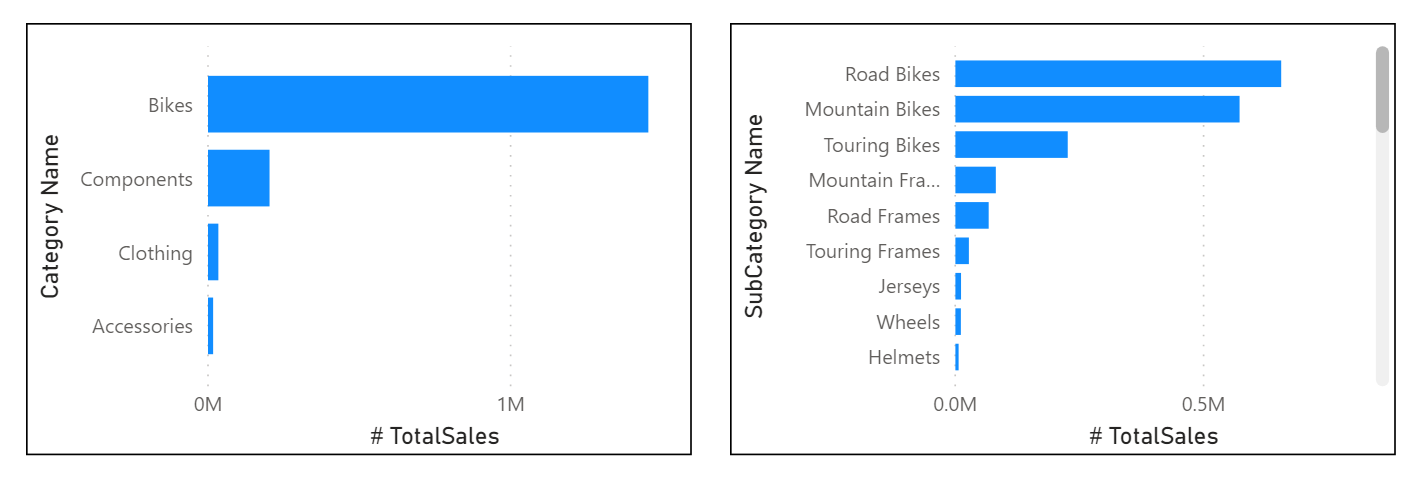 Category Name
Bikes
Components
Clothing
Accessories
0M 1M
# TotalSales
SubCategory Name
Road Bikes
Mountain Bikes
Touring Bikes
Mountain Fra...
Road Frames
Touring Frames
Jerseys
Wheels
Helmets
0.0M 0.5M
# TotalSales